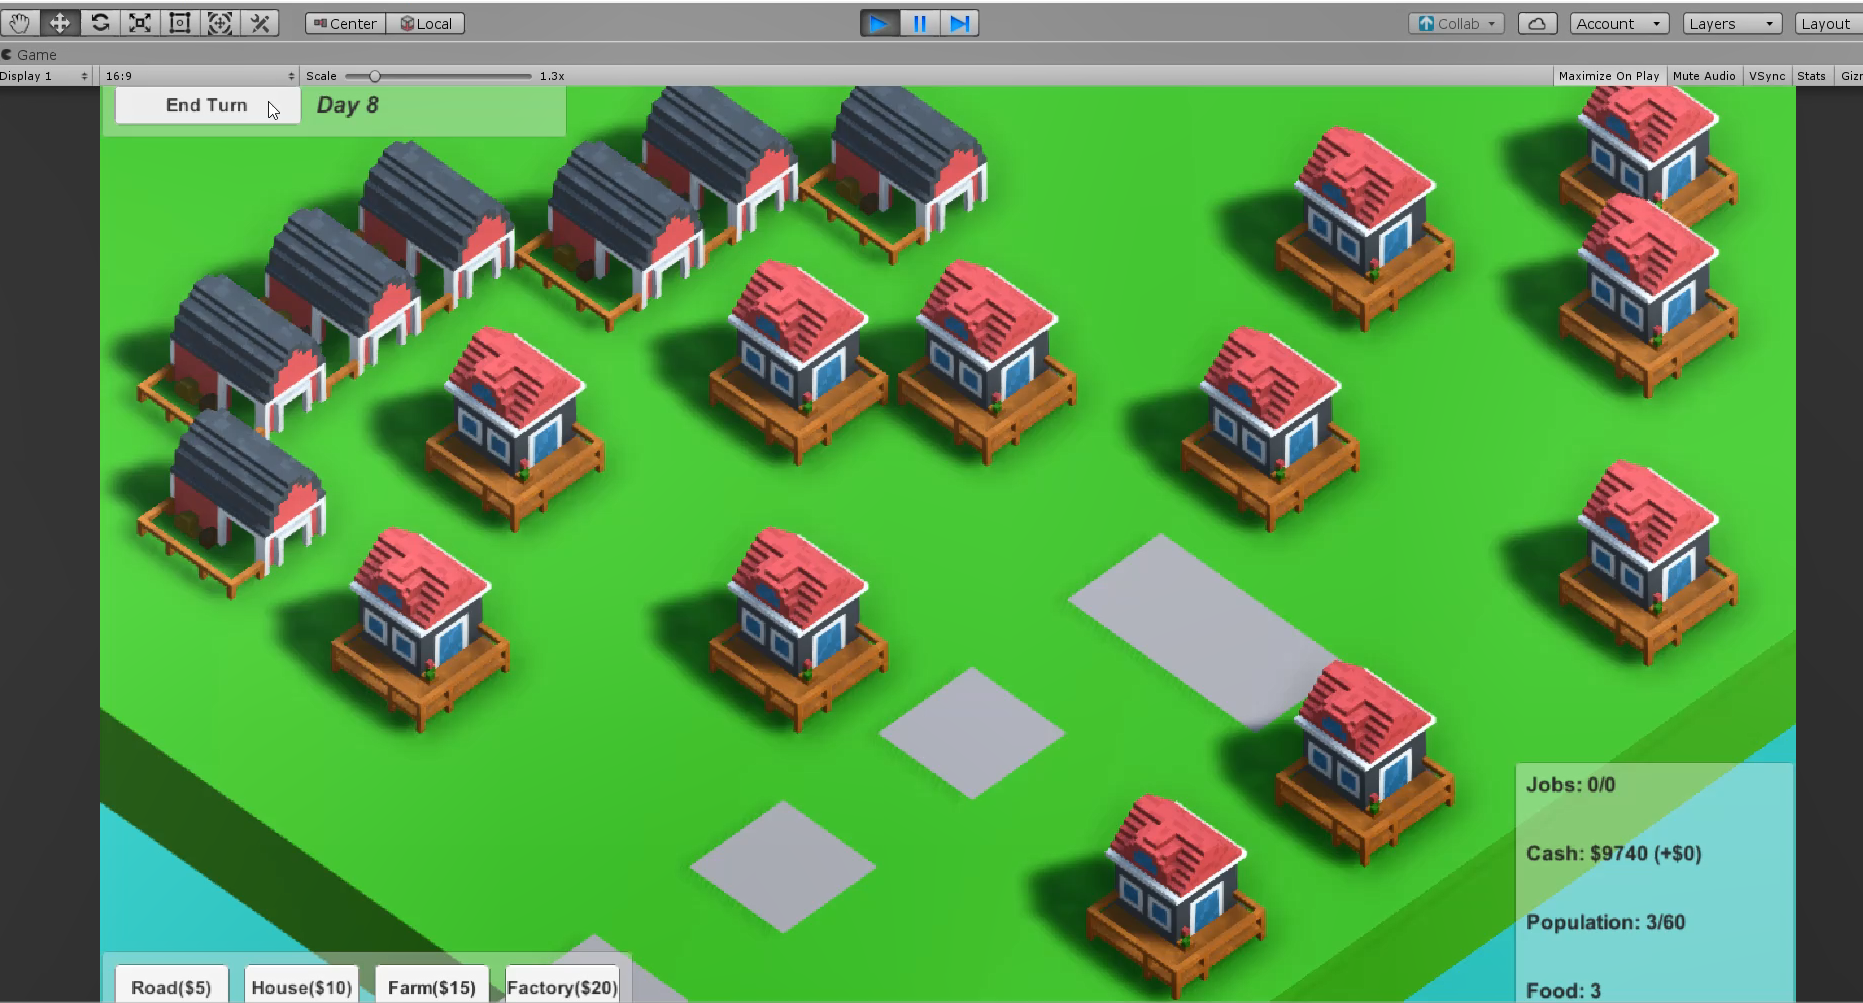 Center
Local
Collab
Account
Layers
Layout
Game
Display 1
16:9
Scale
1.3x
Maximize On Play
Mute Audio
VSync
Stats
End Turn
Day 8
Jobs: 0/0
Cash: $9740 (+$0)
Population: 3/60
Food: 3
Road($5)
House($10)
Farm($15)
Factory($20)